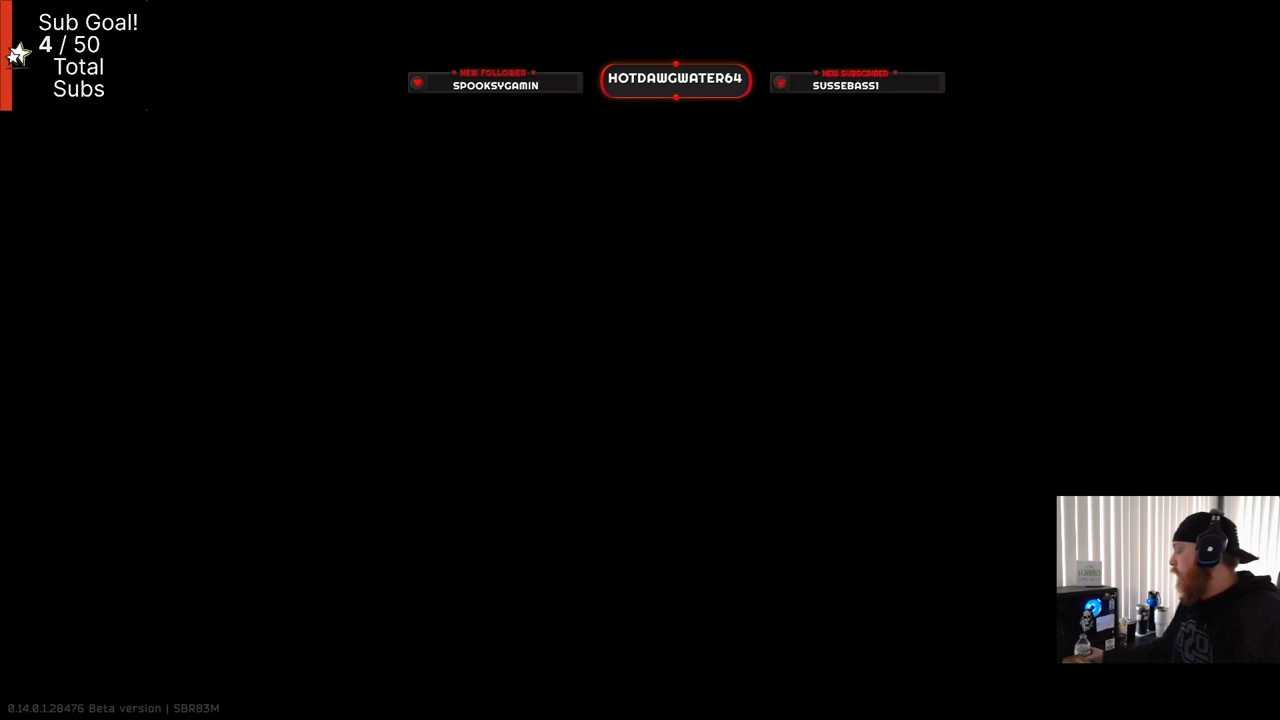 Sub Goal!
4 / 50
Total
Subs
NEW FOLLOWER
SPOOKSYGAMIN
HOTDAWGWATER64
NEW SUBSCRIBER
SUSSEBASS1
0.14.0.1.28476 Beta version | 5BR83M